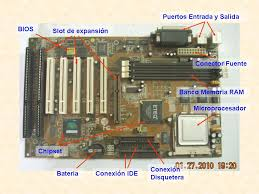 Puertos Entrada y Salida
BIOS
Slot de expansión
Conector Fuente
Banco Memoria RAM
Microprocesador
Chipset
Bateria
Conexión IDE
Conexión
Disquetera
01.27.2010 19:20